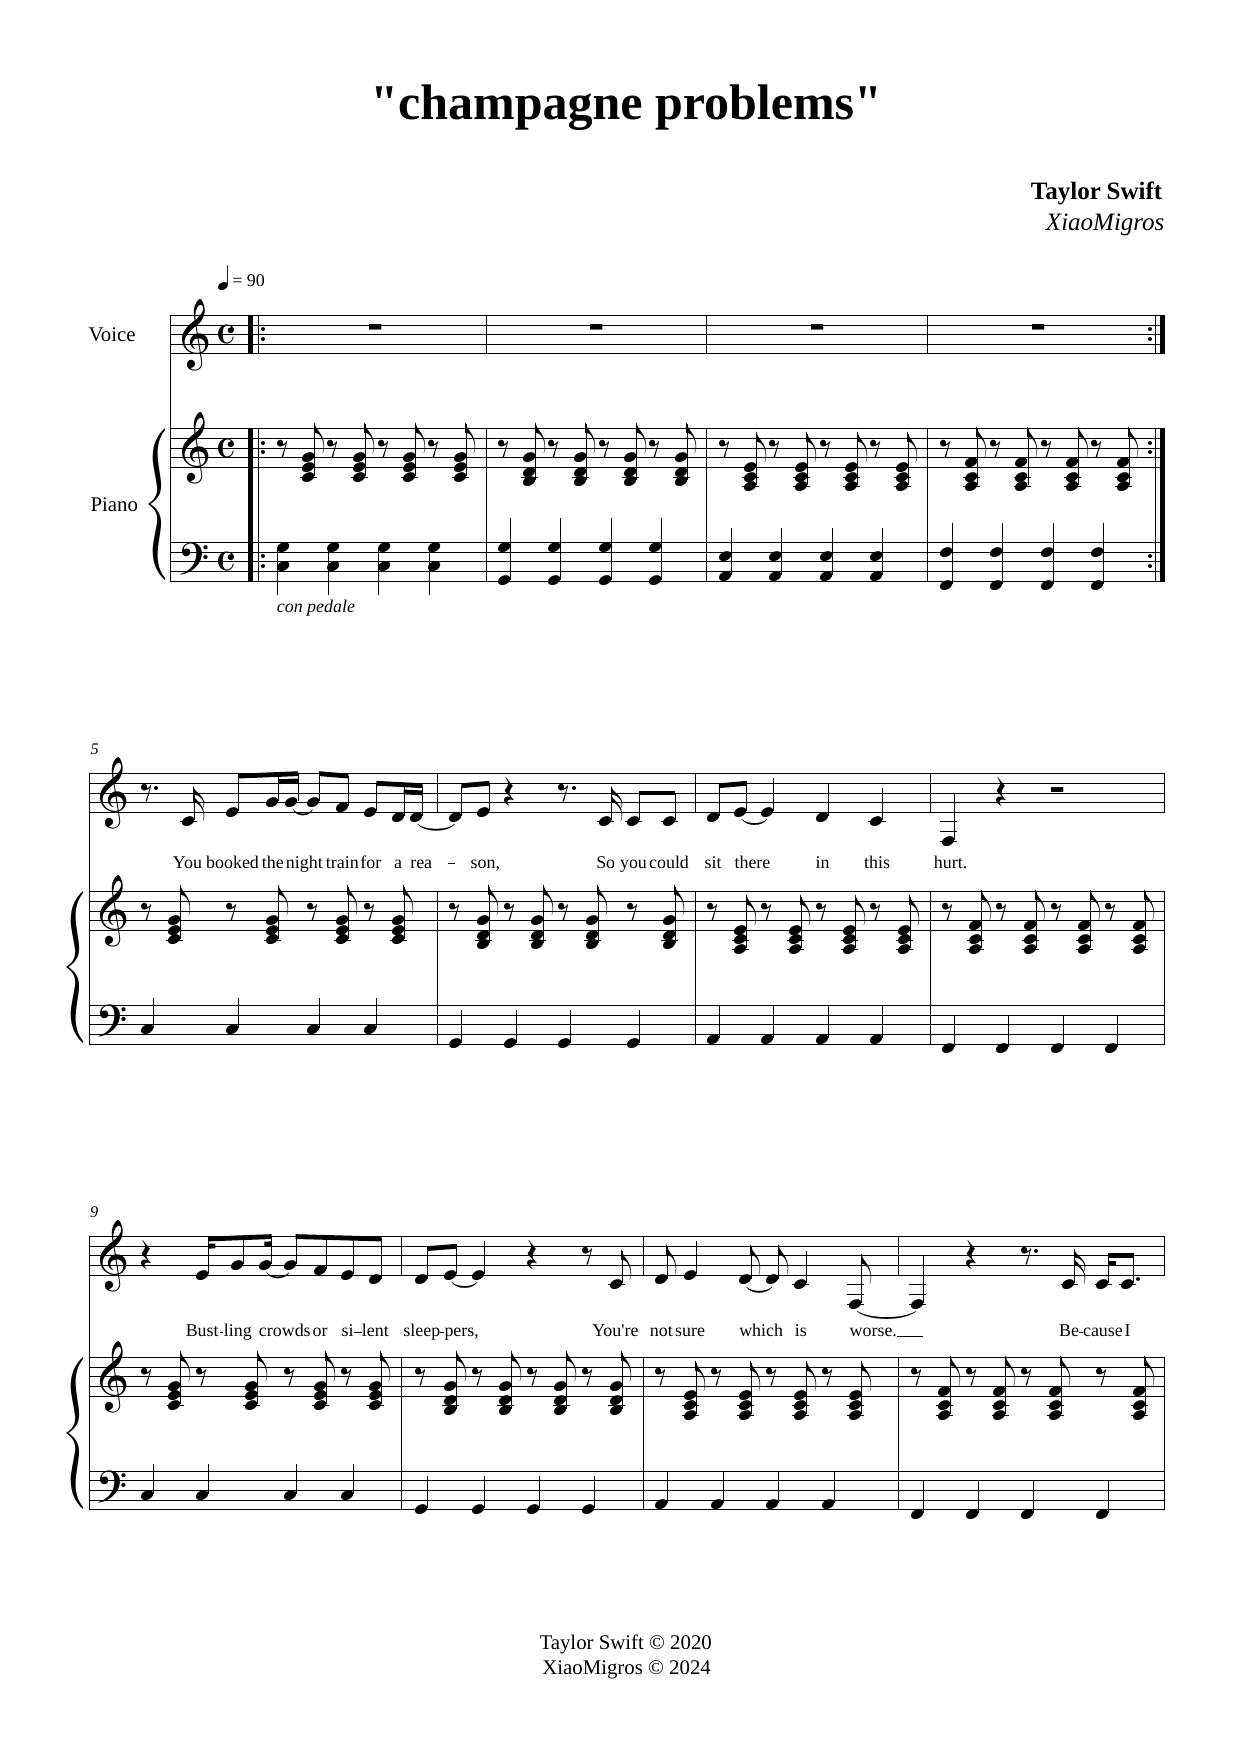 "champagne problems"
Taylor Swift
XiaoMigros
= 90
Voice
Piano
con pedale
5
You booked the night train for a rea – son, So you could sit there in this hurt.
9
Bust-ling crowds or si–lent sleep-pers, You're not sure which is worse.__ Be-cause I
Taylor Swift © 2020
XiaoMigros © 2024